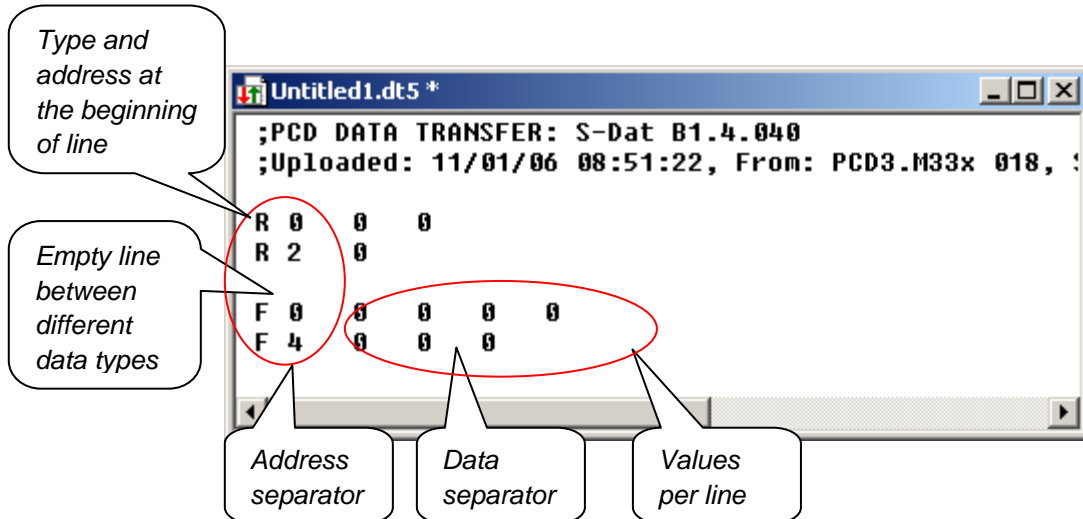 Type and
address at
the beginning
of line
Untitled1.dt5 *
;PCD DATA TRANSFER: S-Dat B1.4.040
;Uploaded: 11/01/06 08:51:22, From: PCD3.M33x 018,
R 0 0 0
R 2 0
Empty line
between
different
data types
F 0 0 0 0 0
F 4 0 0 0
Address
separator
Data
separator
Values
per line